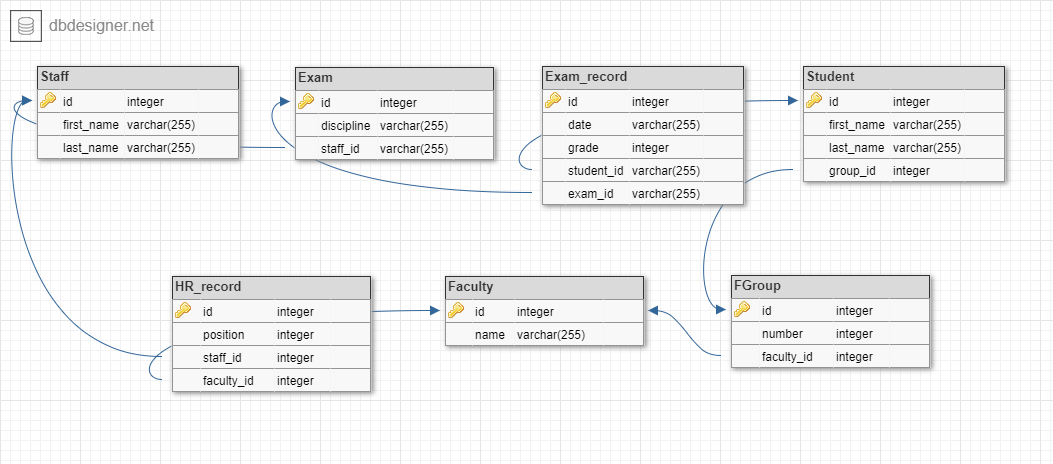 dbdesigner.net
Staff
id integer
first_name varchar(255)
last_name varchar(255)
Exam
id integer
discipline varchar(255)
staff_id varchar(255)
Exam_record
id integer
date varchar(255)
grade integer
student_id varchar(255)
exam_id varchar(255)
Student
id integer
first_name varchar(255)
last_name varchar(255)
group_id integer
HR_record
id integer
position integer
staff_id integer
faculty_id integer
Faculty
id integer
name varchar(255)
FGroup
id integer
number integer
faculty_id integer